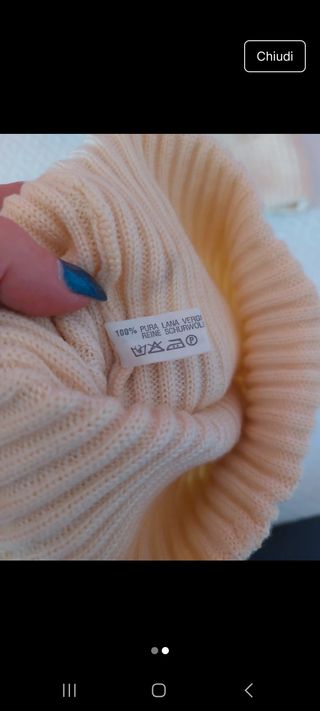 Chiudi
100% PURA LANA VERGI
REINE SCHURWOL
P